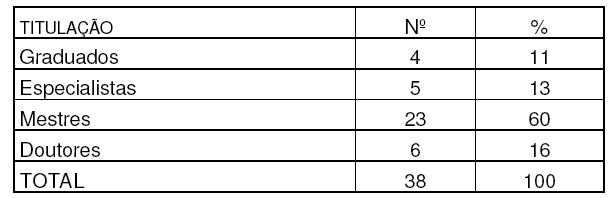 TITULAÇÃO Nº %
Graduados 4 11
Especialistas 5 13
Mestres 23 60
Doutores 6 16
TOTAL 38 100